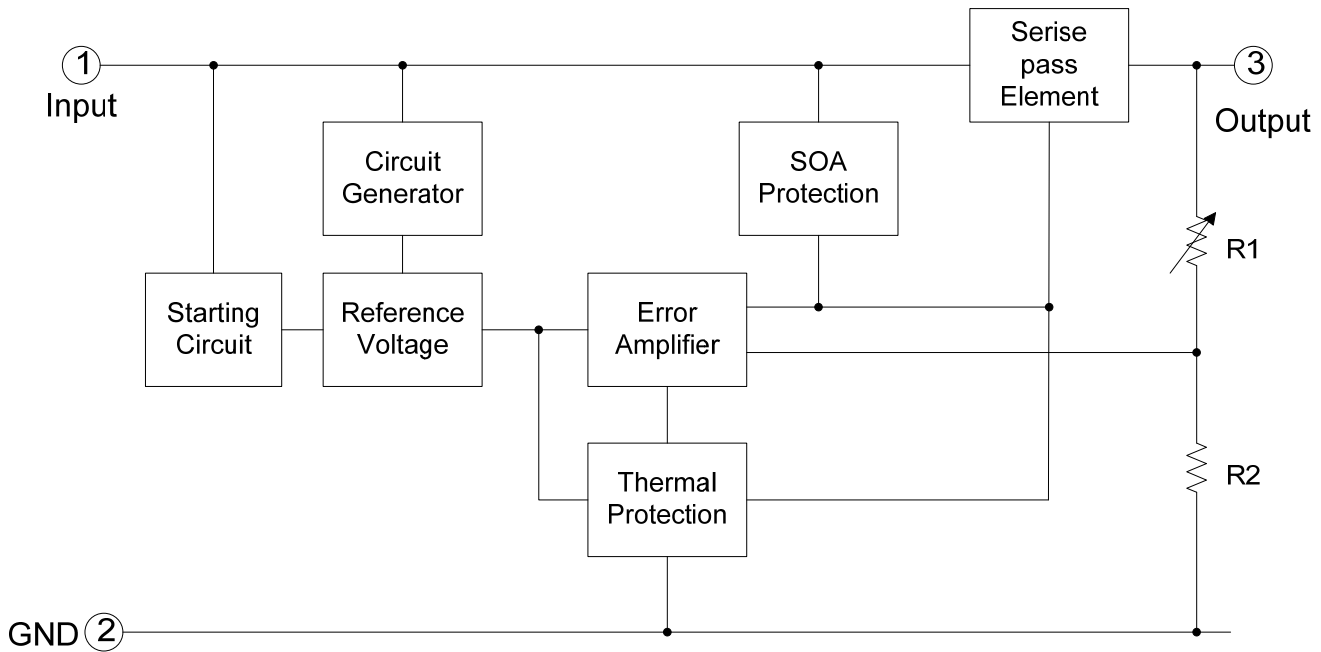 1
Input
Serise
pass
Element
3
Output
Circuit
Generator
SOA
Protection
R1
Starting
Circuit
Reference
Voltage
Error
Amplifier
Thermal
Protection
R2
GND 2